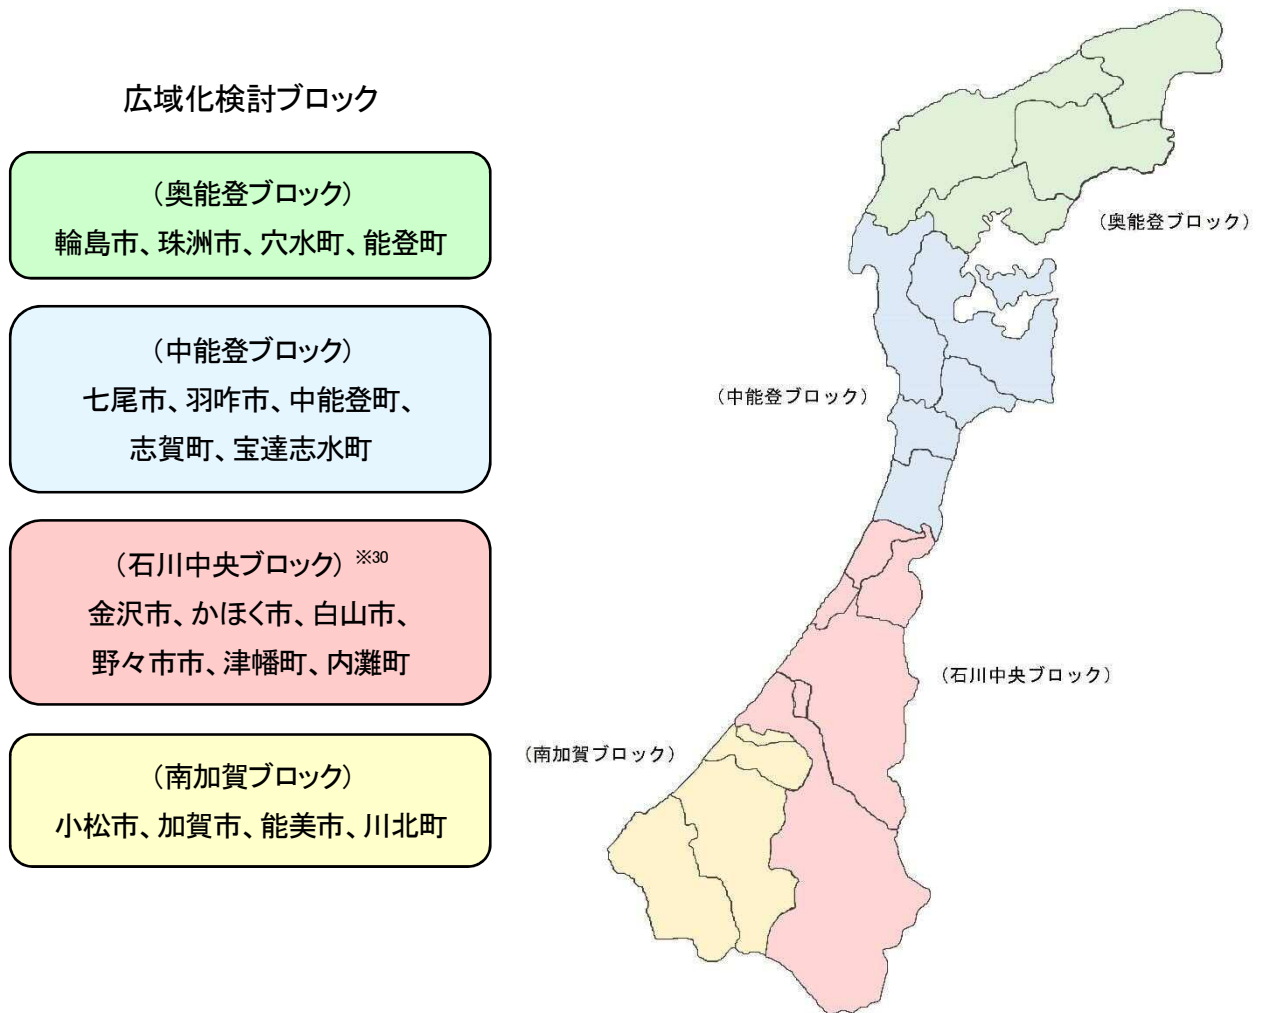 広域化検討ブロック
（奥能登ブロック）
輪島市、珠洲市、穴水町、能登町
（中能登ブロック）
七尾市、羽咋市、中能登町、
志賀町、宝達志水町
（石川中央ブロック）※30
金沢市、かほく市、白山市、
野々市市、津幡町、内灘町
（南加賀ブロック）
小松市、加賀市、能美市、川北町
（奥能登ブロック）
（中能登ブロック）
（石川中央ブロック）
（南加賀ブロック）